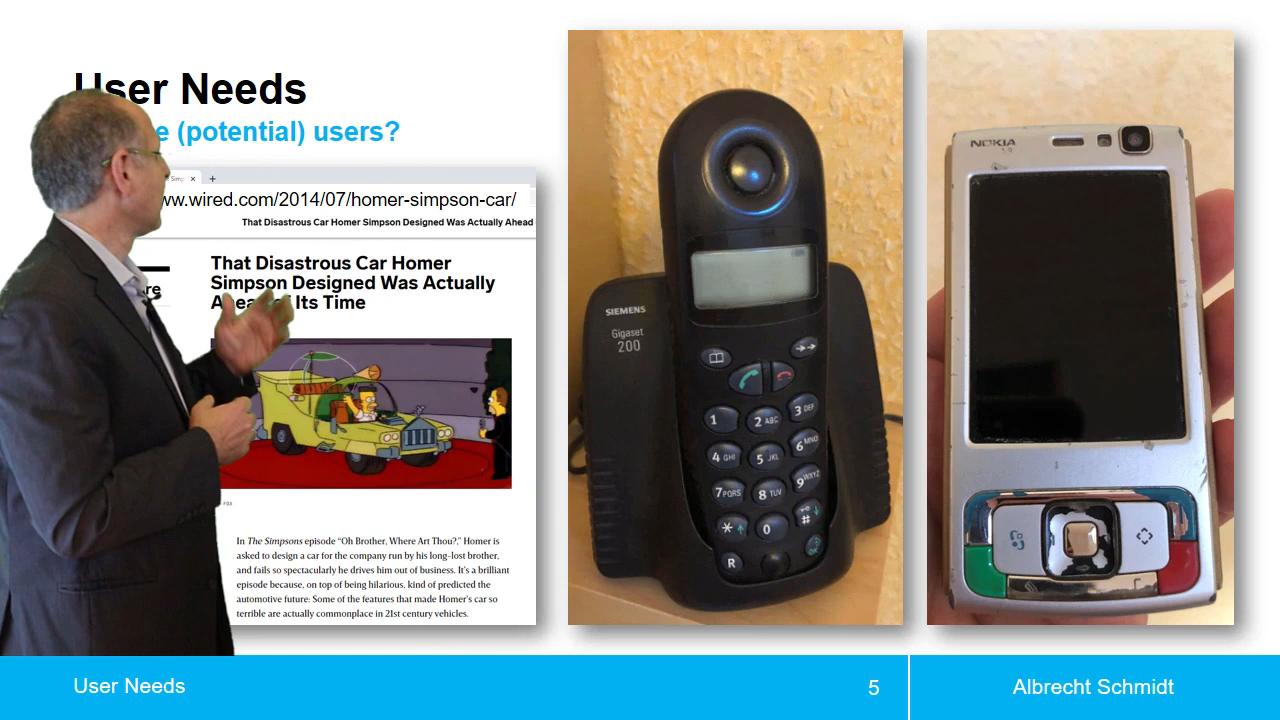 User Needs
e (potential) users?
Simp
ww.wired.com/2014/07/homer-simpson-car/
That Disastrous Car Homer Simpson Designed Was Actually Ahead
re
That Disastrous Car Homer
Simpson Designed Was Actually
Its Time
FOX
In The Simpsons episode “Oh Brother, Where Art Thou?,” Homer is
asked to design a car for the company run by his long-lost brother,
and fails so spectacularly he drives him out of business. It’s a brilliant
episode because, on top of being hilarious, kind of predicted the
automotive future: Some of the features that made Homer’s car so
terrible are actually commonplace in 21st century vehicles.
SIEMENS
Gigaset
200
1
2 ABC
3 DEF
4 GHI
5 JKL
6 MNO
7 PQRS
8 TUV
9 WXYZ
*
0
#
R
NOKIA
User Needs
5
Albrecht Schmidt